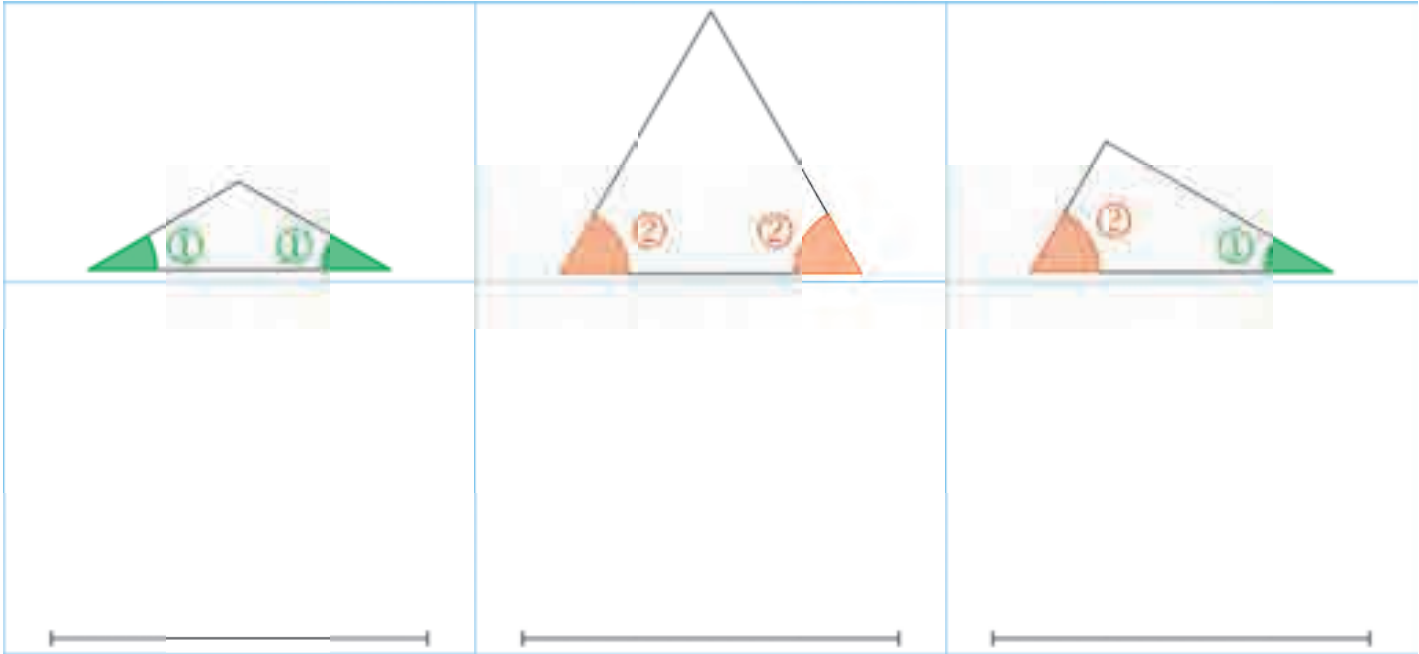 ① ① ② ② ② ①